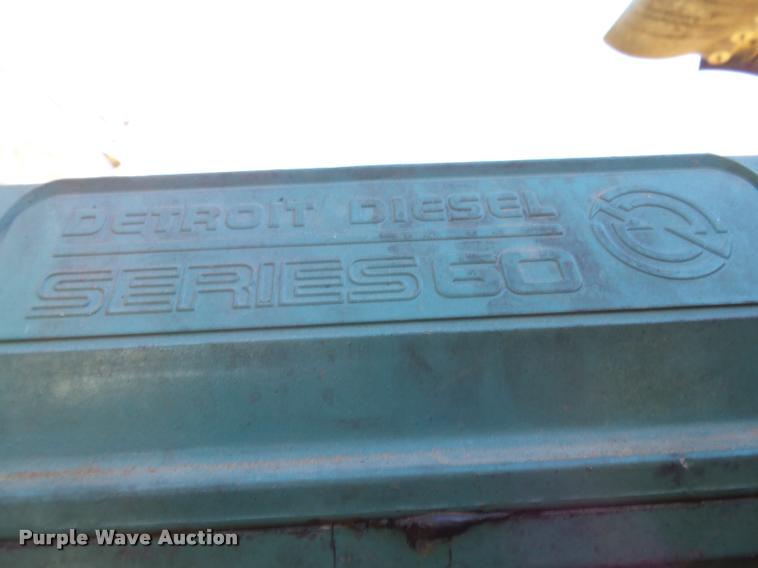 DETROIT DIESEL
SERIES 60
Purple Wave Auction